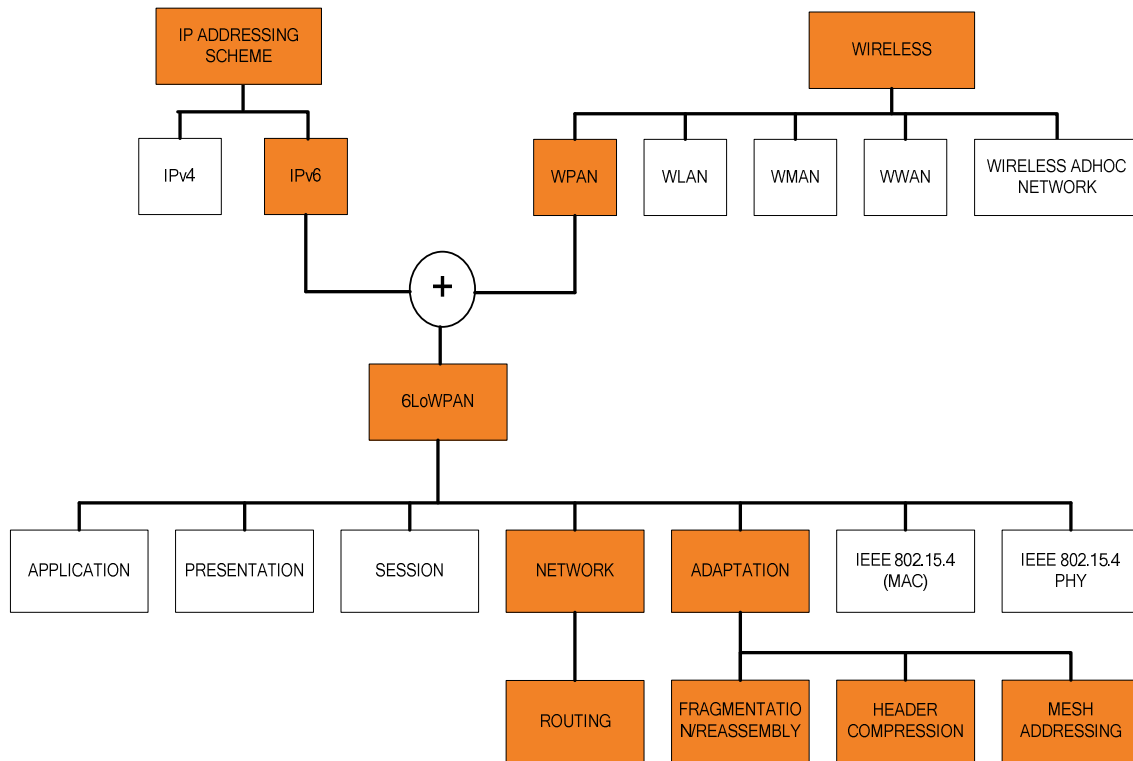 IP ADDRESSING
SCHEME
WIRELESS
IPv4
IPv6
WPAN
WLAN
WMAN
WWAN
WIRELESS ADHOC
NETWORK
+
6LoWPAN
APPLICATION
PRESENTATION
SESSION
NETWORK
ADAPTATION
IEEE 802.15.4
(MAC)
IEEE 802.15.4
PHY
ROUTING
FRAGMENTATIO
N/REASSEMBLY
HEADER
COMPRESSION
MESH
ADDRESSING